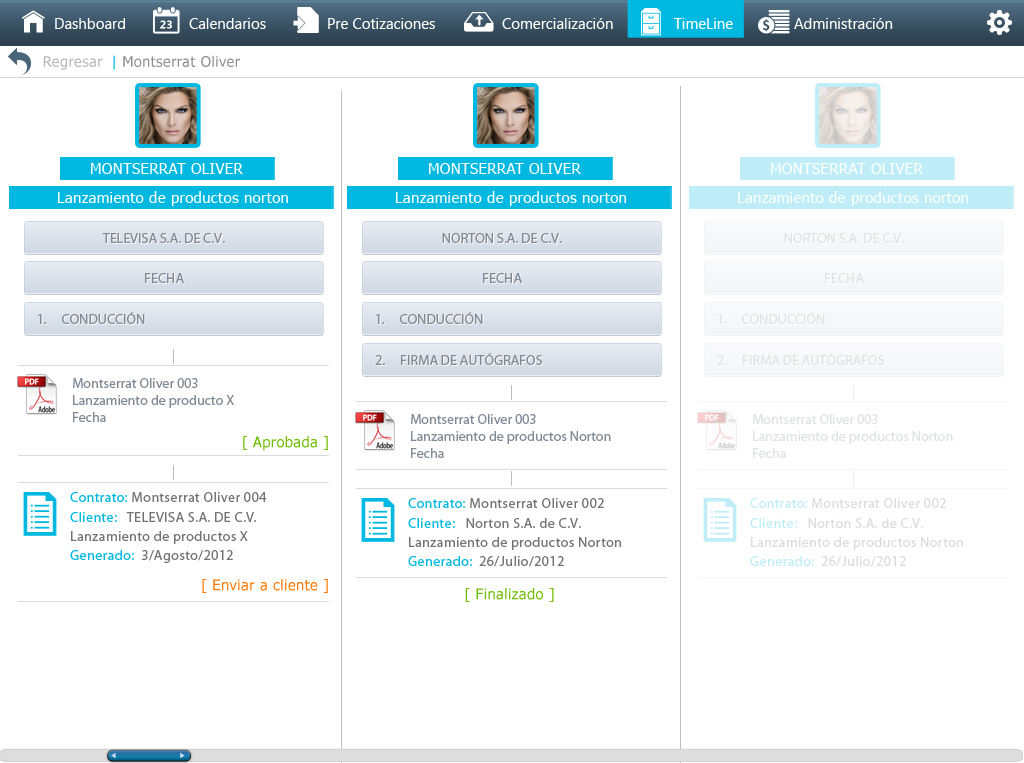 Dashboard
23
Calendarios
Pre Cotizaciones
Comercialización
TimeLine
$
Administración
Regresar | Montserrat Oliver
MONTSERRAT OLIVER
Lanzamiento de productos norton
TELEVISA S.A. DE C.V.
FECHA
1. CONDUCCIÓN
PDF
Adobe
Montserrat Oliver 003
Lanzamiento de producto X
Fecha
[ Aprobada ]
Contrato: Montserrat Oliver 004
Cliente: TELEVISA S.A. DE C.V.
Lanzamiento de productos X
Generado: 3/Agosto/2012
[ Enviar a cliente ]
MONTSERRAT OLIVER
Lanzamiento de productos norton
NORTON S.A. DE C.V.
FECHA
1. CONDUCCIÓN
2. FIRMA DE AUTÓGRAFOS
PDF
Adobe
Montserrat Oliver 003
Lanzamiento de productos Norton
Fecha
Contrato: Montserrat Oliver 002
Cliente: Norton S.A. de C.V.
Lanzamiento de productos Norton
Generado: 26/Julio/2012
[ Finalizado ]
MONTSERRAT OLIVER
Lanzamiento de productos norton
NORTON S.A. DE C.V.
FECHA
1. CONDUCCIÓN
2. FIRMA DE AUTÓGRAFOS
PDF
Adobe
Montserrat Oliver 003
Lanzamiento de productos Norton
Fecha
Contrato: Montserrat Oliver 002
Cliente: Norton S.A. de C.V.
Lanzamiento de productos Norton
Generado: 26/Julio/2012